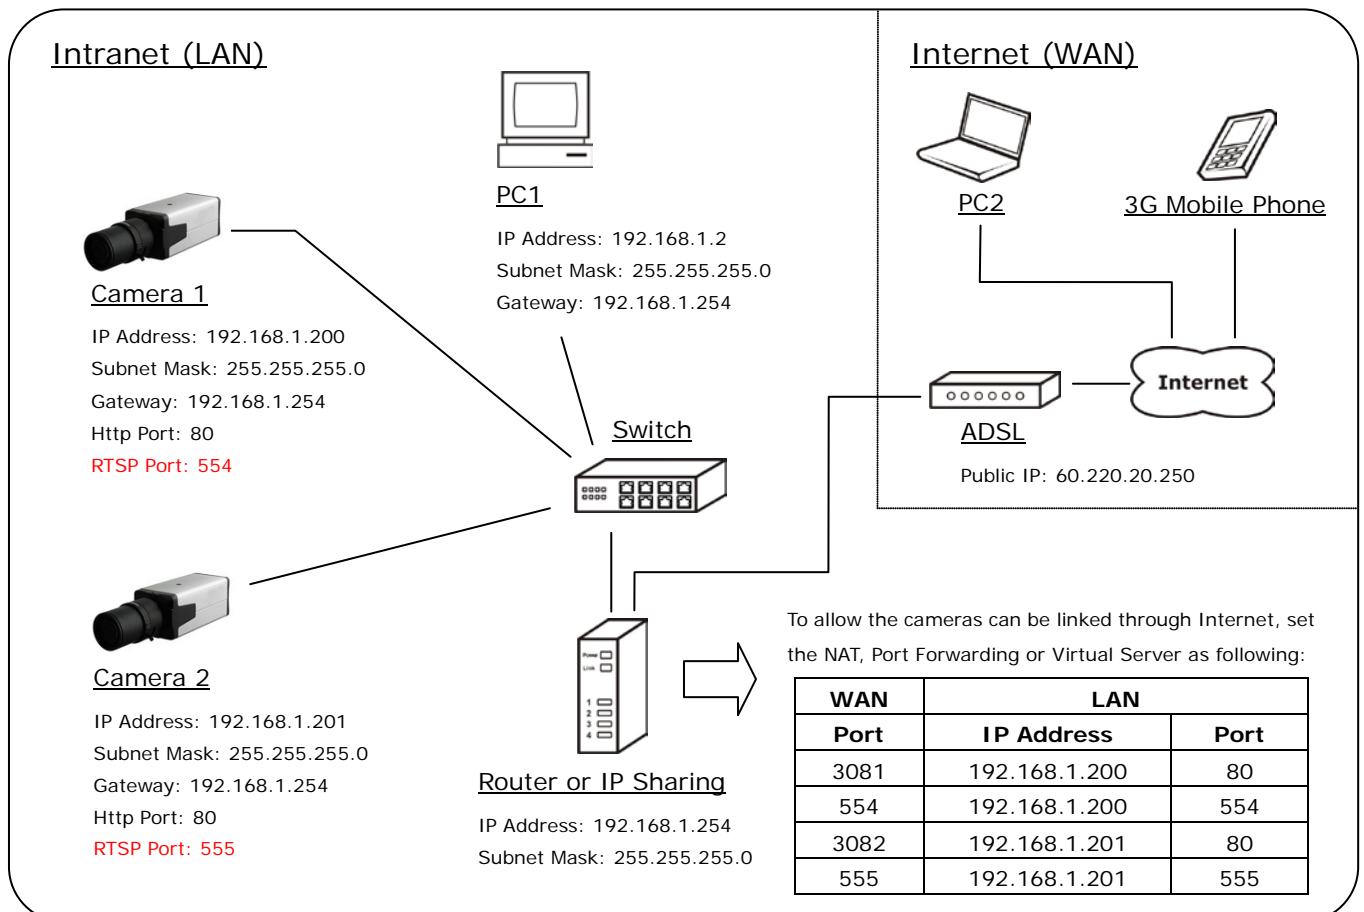 Intranet (LAN)
Internet (WAN)
PC1
IP Address: 192.168.1.2
Subnet Mask: 255.255.255.0
Gateway: 192.168.1.254
PC2
3G Mobile Phone
Camera 1
IP Address: 192.168.1.200
Subnet Mask: 255.255.255.0
Gateway: 192.168.1.254
Http Port: 80
RTSP Port: 554
Internet
ADSL
Public IP: 60.220.20.250
Switch
Camera 2
IP Address: 192.168.1.201
Subnet Mask: 255.255.255.0
Gateway: 192.168.1.254
Http Port: 80
RTSP Port: 555
Power
Link
1
2
3
4
Router or IP Sharing
IP Address: 192.168.1.254
Subnet Mask: 255.255.255.0
To allow the cameras can be linked through Internet, set
the NAT, Port Forwarding or Virtual Server as following:
WAN LAN
Port IP Address Port
3081 192.168.1.200 80
554 192.168.1.200 554
3082 192.168.1.201 80
555 192.168.1.201 555